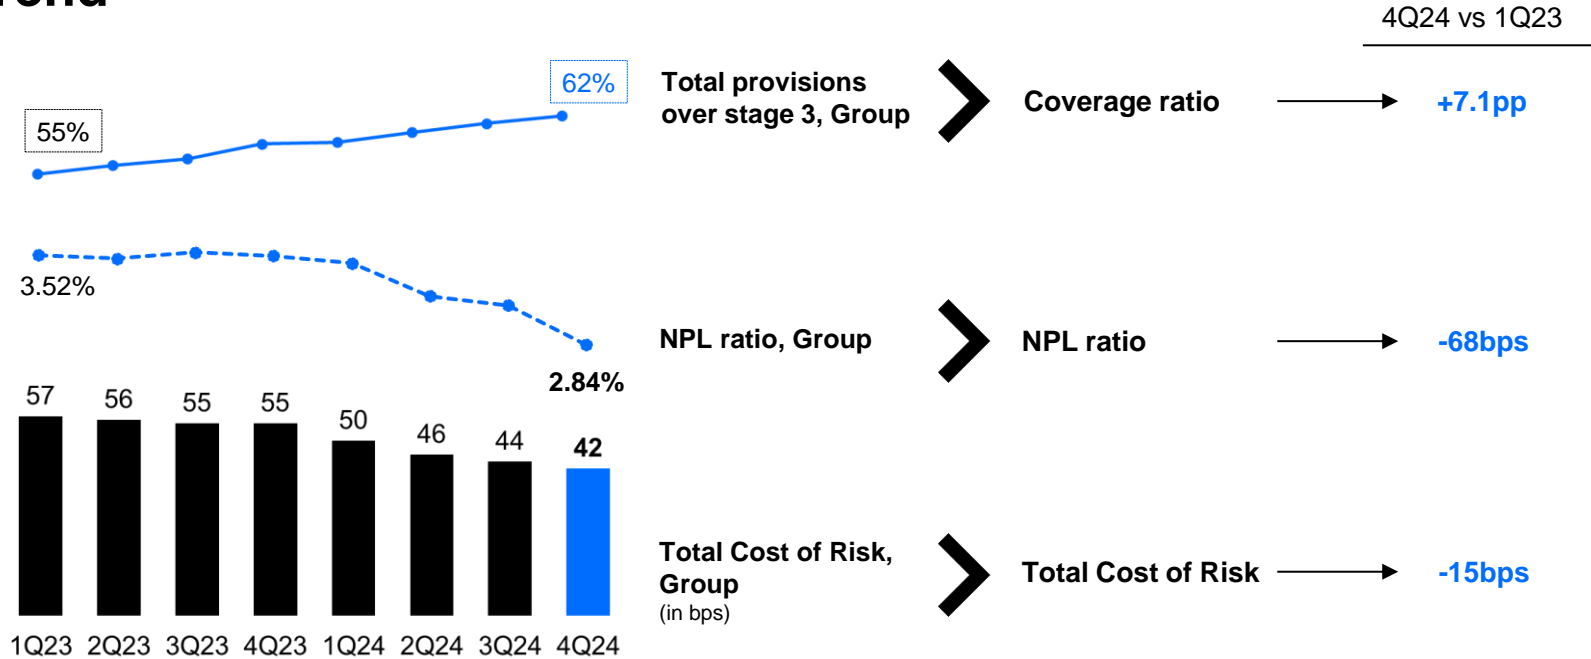 4Q24 vs 1Q23
62%
55%
Total provisions
over stage 3, Group
Coverage ratio
+7.1pp
3.52%
2.84%
NPL ratio, Group
NPL ratio
-68bps
57 56 55 55 50 46 44 42
Total Cost of Risk,
Group
(in bps)
Total Cost of Risk
-15bps
1Q23 2Q23 3Q23 4Q23 1Q24 2Q24 3Q24 4Q24